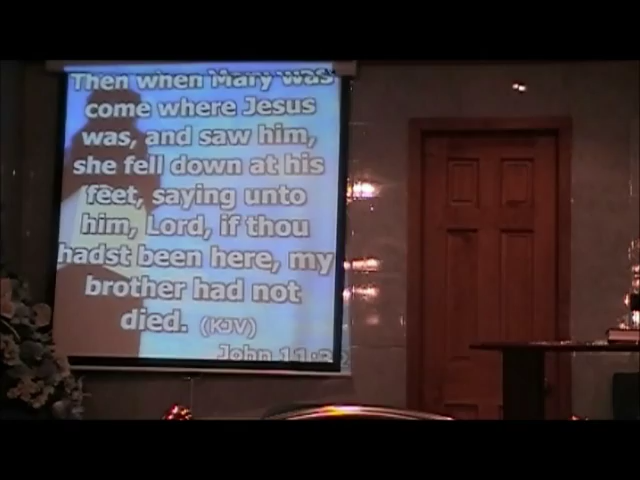 Then when Mary was
come where Jesus
was, and saw him,
she fell down at his
feet, saying unto
him, Lord, if thou
hadst been here, my
brother had not
died. (KJV)
John 11:32